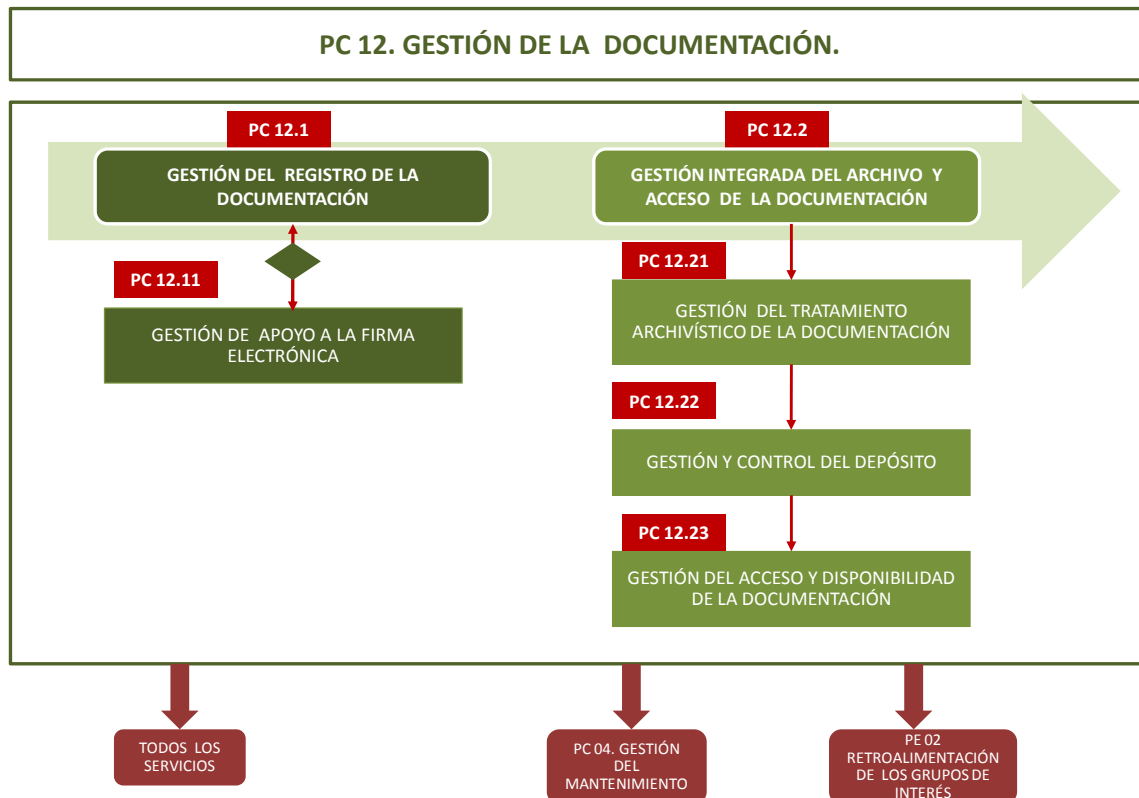 PC 12. GESTIÓN DE LA DOCUMENTACIÓN.
PC 12.1
GESTIÓN DEL REGISTRO DE LA
DOCUMENTACIÓN
PC 12.11
GESTIÓN DE APOYO A LA FIRMA
ELECTRÓNICA
PC 12.2
GESTIÓN INTEGRADA DEL ARCHIVO Y
ACCESO DE LA DOCUMENTACIÓN
PC 12.21
GESTIÓN DEL TRATAMIENTO
ARCHIVÍSTICO DE LA DOCUMENTACIÓN
PC 12.22
GESTIÓN Y CONTROL DEL DEPÓSITO
PC 12.23
GESTIÓN DEL ACCESO Y DISPONIBILIDAD
DE LA DOCUMENTACIÓN
TODOS LOS
SERVICIOS
PC 04. GESTIÓN
DEL
MANTENIMIENTO
PE 02
RETROALIMENTACIÓN
DE LOS GRUPOS DE
INTERÉS